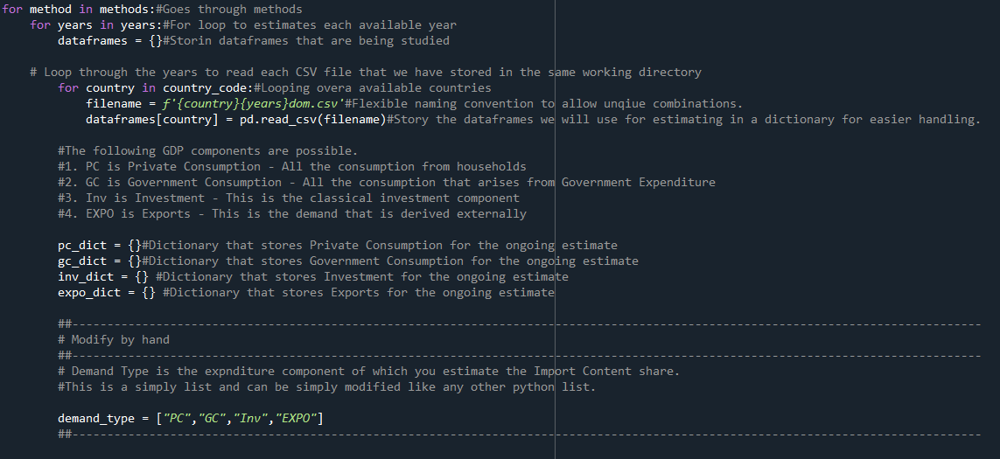 for method in methods:#Goes through methods
for years in years:#For loop to estimates each available year
dataframes = {}#Storin dataframes that are being studied
# Loop through the years to read each CSV file that we have stored in the same working directory
for country in country_code:#Looping overa available countries
filename = f'{country}{years}dom.csv'#Flexible naming convention to allow unqiue combinations.
dataframes[country] = pd.read_csv(filename)#Story the dataframes we will use for estimating in a dictionary for easier handling.
#The following GDP components are possible.
#1. PC is Private Consumption - All the consumption from households
#2. GC is Government Consumption - All the consumption that arises from Government Expenditure
#3. Inv is Investment - This is the classical investment component
#4. EXPO is Exports - This is the demand that is derived externally
pc_dict = {}#Dictionary that stores Private Consumption for the ongoing estimate
gc_dict = {}#Dictionary that stores Government Consumption for the ongoing estimate
inv_dict = {} #Dictionary that stores Investment for the ongoing estimate
expo_dict = {} #Dictionary that stores Exports for the ongoing estimate
##----------------------------------------------------------------------------------------------------------------------------------
# Modify by hand
##----------------------------------------------------------------------------------------------------------------------------------
# Demand Type is the expnditure component of which you estimate the Import Content share.
#This is a simply list and can be simply modified like any other python list.
demand_type = ["PC","GC","Inv","EXPO"]
##----------------------------------------------------------------------------------------------------------------------------------